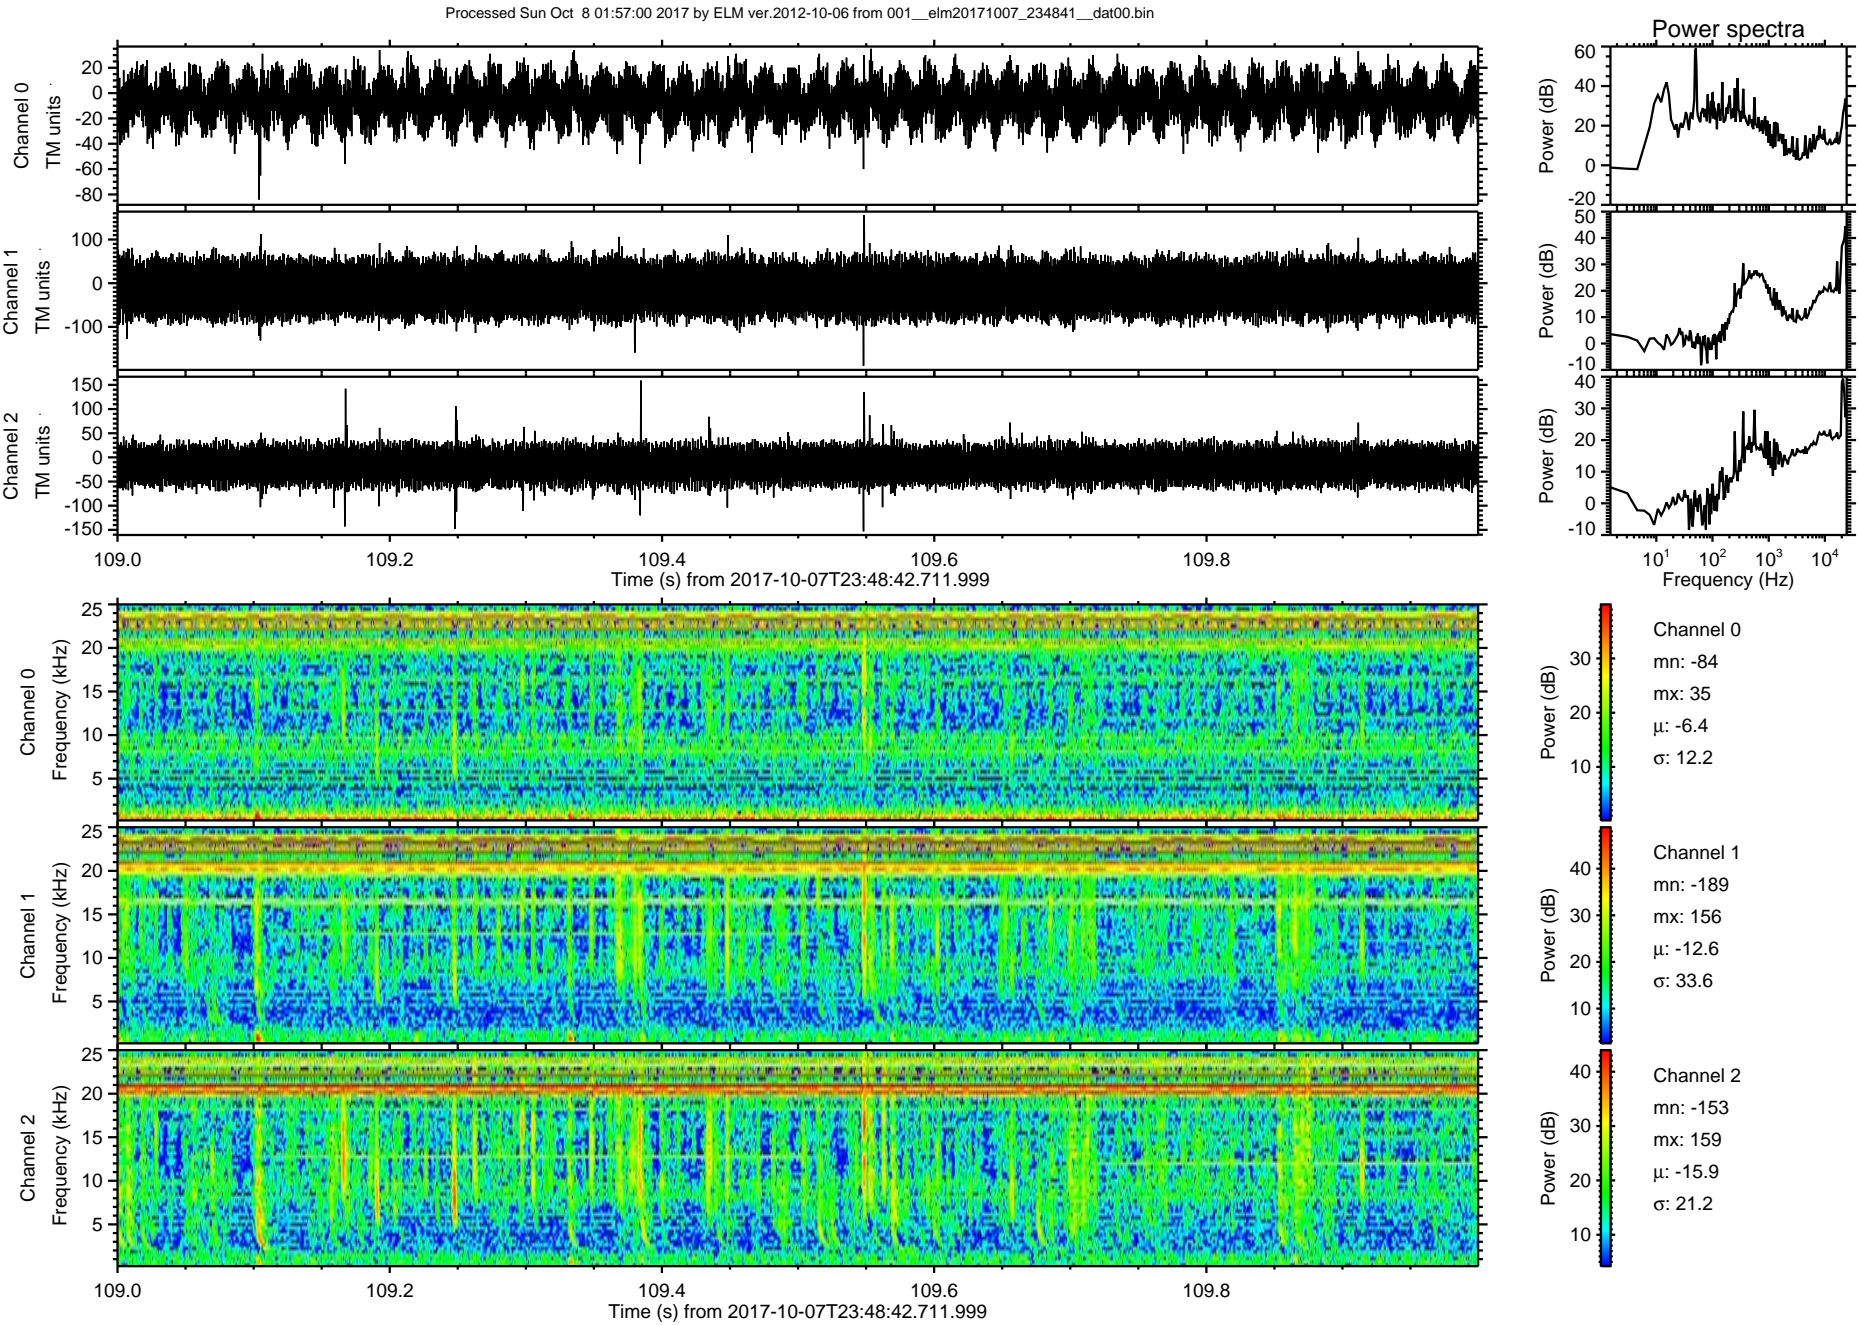 Processed Sun Oct  8 01:57:00 2017 by ELM ver.2012-10-06 from 001__elm20171007_234841__dat00.bin
Power spectra
Channel 0
TM units
20
0
-20
-40
-60
-80
Power (dB)
60
40
20
0
-20
Channel 1
TM units
100
0
-100
Power (dB)
50
40
30
20
10
0
-10
Channel 2
TM units
150
100
50
0
-50
-100
-150
Power (dB)
40
30
20
10
0
-10
109.0 109.2 109.4 109.6 109.8
Time (s) from 2017-10-07T23:48:42.711.999
10¹ 10² 10³ 10⁴
Frequency (Hz)
Channel 0
Frequency (kHz)
25
20
15
10
5
Power (dB)
30
20
10
Channel 0
mn: -84
mx: 35
μ: -6.4
σ: 12.2
Channel 1
Frequency (kHz)
25
20
15
10
5
Power (dB)
40
30
20
10
Channel 1
mn: -189
mx: 156
μ: -12.6
σ: 33.6
Channel 2
Frequency (kHz)
25
20
15
10
5
Power (dB)
40
30
20
10
Channel 2
mn: -153
mx: 159
μ: -15.9
σ: 21.2
109.0 109.2 109.4 109.6 109.8
Time (s) from 2017-10-07T23:48:42.711.999